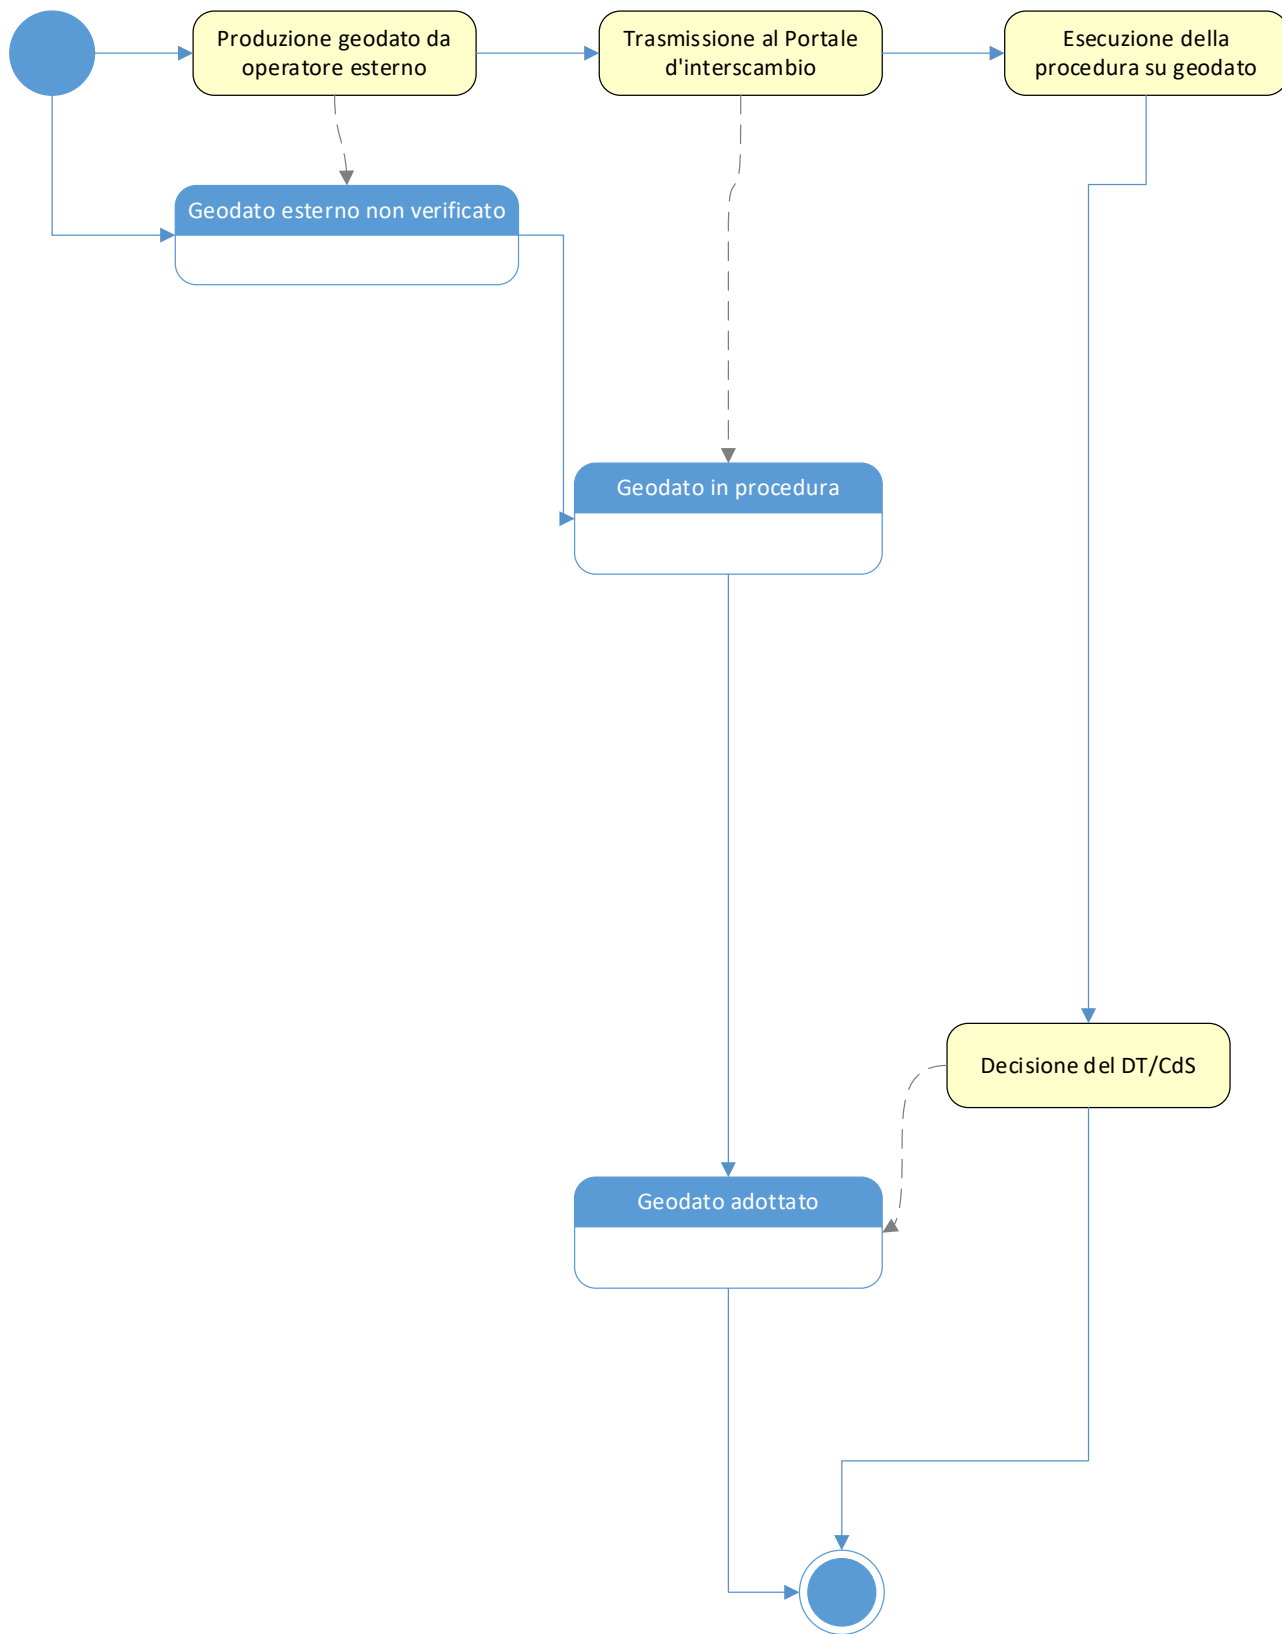 Produzione geodato da
operatore esterno
Trasmissione al Portale
d'interscambio
Esecuzione della
procedura su geodato
Geodato esterno non verificato
Geodato in procedura
Decisione del DT/CdS
Geodato adottato